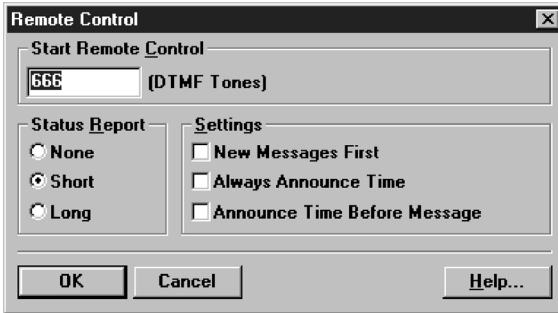 Remote Control
Start Remote Control
666 (DTMF Tones)
Status Report
None
Short
Long
Settings
New Messages First
Always Announce Time
Announce Time Before Message
OK Cancel Help...